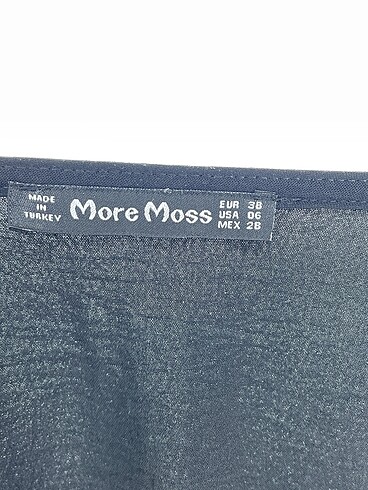 MADE
IN
TURKEY
More Moss
EUR 38
USA 06
MEX 28